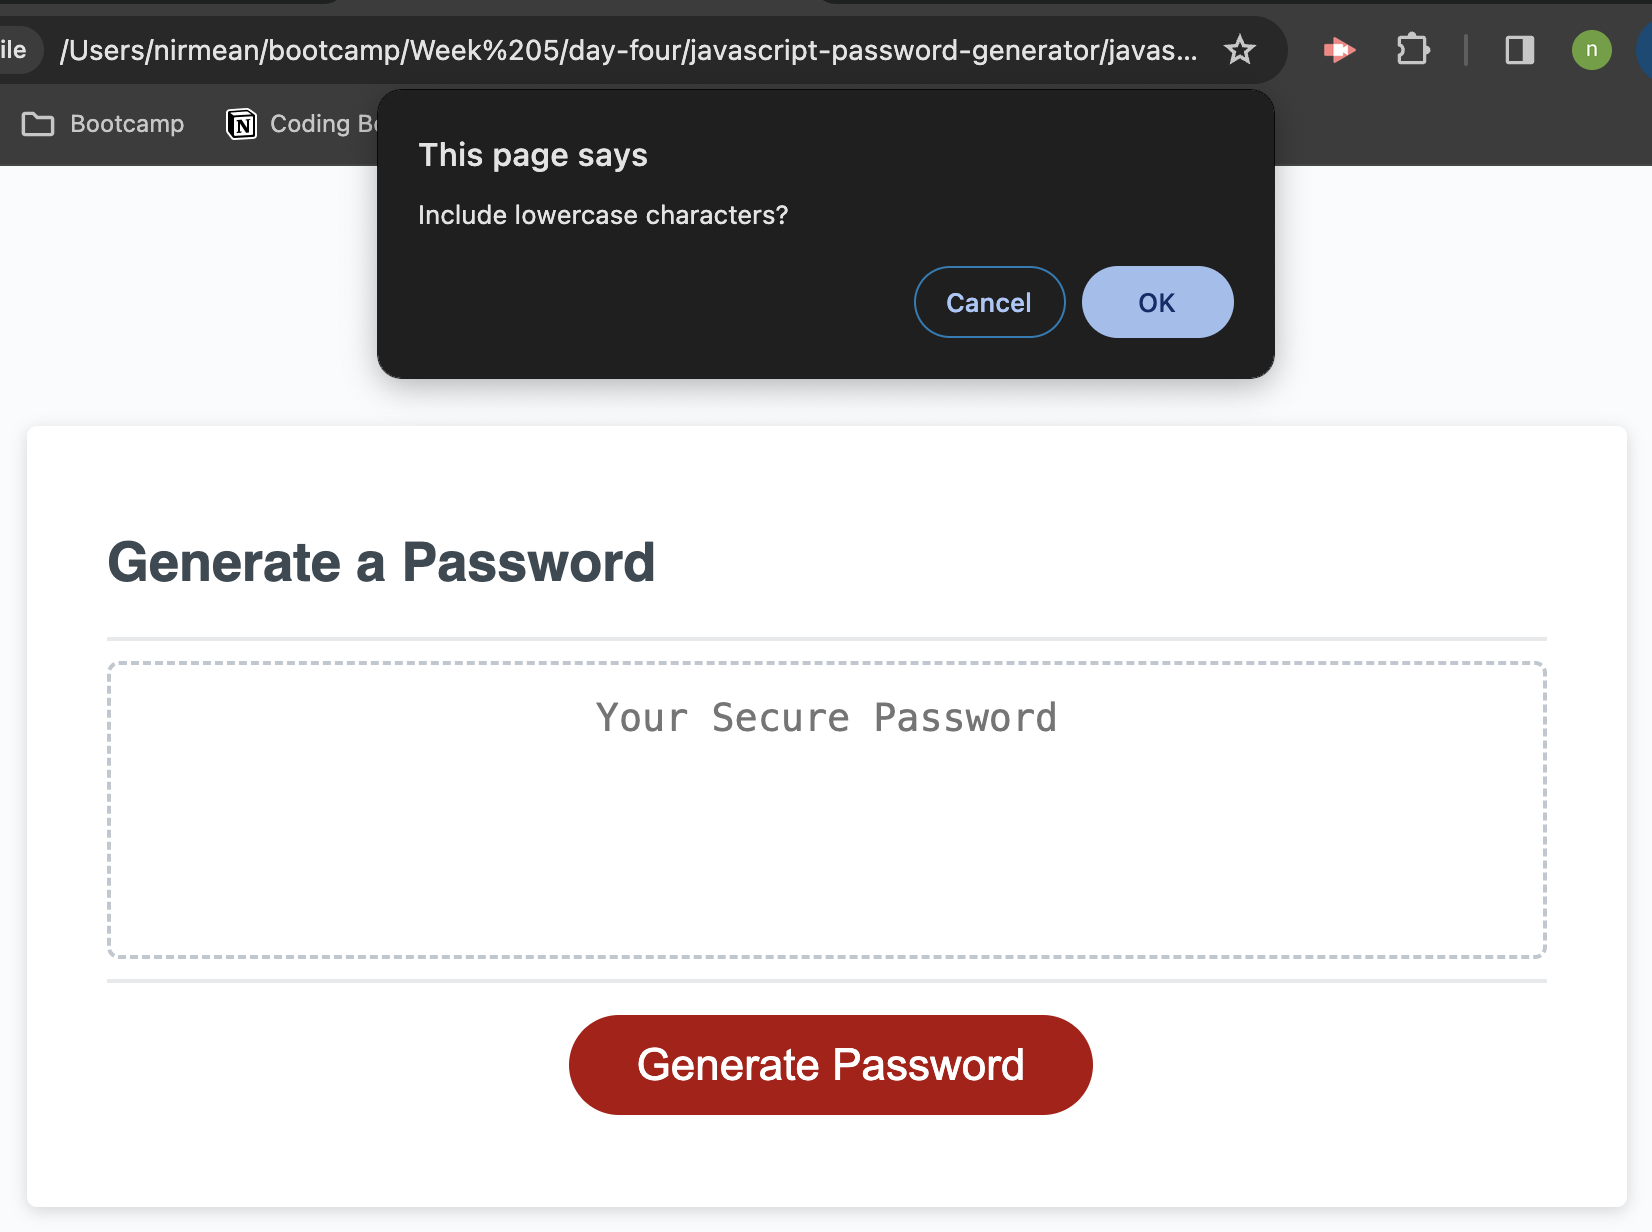 ile /Users/nirmean/bootcamp/Week%205/day-four/javascript-password-generator/javas... n
Bootcamp N Coding Bo
This page says
Include lowercase characters?
Cancel OK
Generate a Password
Your Secure Password
Generate Password